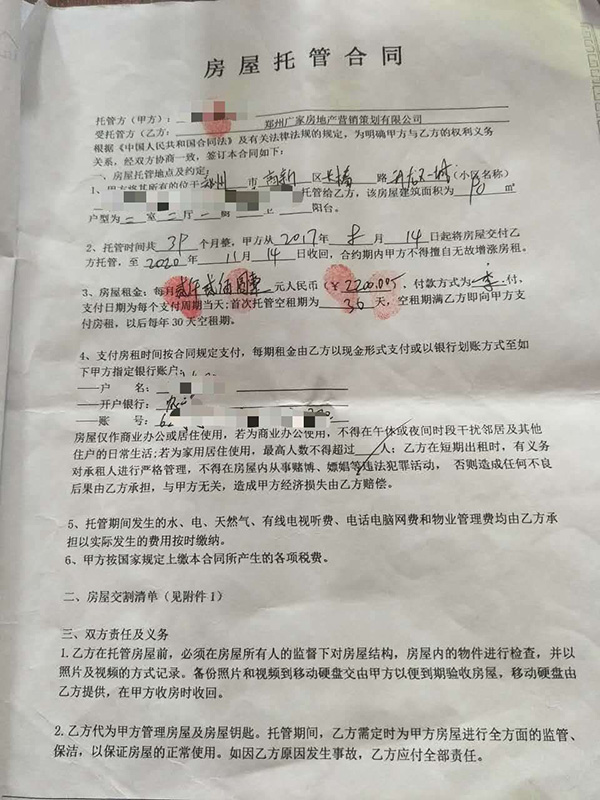 房屋托管合同
托管方（甲方）：
受托管方（乙方： 郑州广家房地产营销策划有限公司
根据《中国人民共和国合同法》及有关法律法规的规定，为明确甲方与乙方的权利义务
关系，经双方协商一致，签订本合同如下：
一、房屋托管地点及约定：
1、甲方将其所有的位于郑州市高新区 路 城（小区名称）
托管给乙方，该房屋建筑面积为 ㎡
户型为二室二厅一厨 卫 阳台。
2、托管时间共37个月整，甲方从2017年 月14日起将房屋交付乙
方托管，至2020年11月14日收回，合约期内甲方不得擅自无故增涨房租。
3、房屋租金：每月贰仟贰佰圆 元人民币（￥2200.00），付款方式为季付，
支付日期为每个支付周期当天;首次托管空租期为 天，空租期满乙方即向甲方支
付房租，以后每年30天空租期。
4、支付房租时间按合同规定支付，每期租金由乙方以现金形式支付或以银行划账方式至如
下甲方指定银行账户：
——户 名：
——开户银行：
——账 号：6
房屋仅作商业办公或居住使用，若为商业办公使用，不得在午休或夜间时段干扰邻居及其他
住户的日常生活;若为家用居住使用，最高人数不得超过 人；乙方在短期出租时，有义务
对承租人进行严格管理，不得在房屋内从事赌博、嫖娼等违法犯罪活动， 否则造成任何不良
后果由乙方承担，与甲方无关，造成甲方经济损失由乙方赔偿。
5、托管期间发生的水、电、天然气、有线电视听费、电话电脑网费和物业管理费均由乙方承
担以实际发生的费用按时缴纳。
6、甲方按国家规定上缴本合同所产生的各项税费。
二、房屋交割清单（见附件1）
三、双方责任及义务
1.乙方在托管房屋前，必须在房屋所有人的监督下对房屋结构，房屋内的物件进行检查，并以
照片及视频的方式记录。备份照片和视频到移动硬盘交由甲方以便到期验收房屋，移动硬盘由
乙方提供，在甲方收房时收回。
2.乙方代为甲方管理房屋及房屋钥匙。托管期间，乙方需定时为甲方房屋进行全方面的监管、
保洁，以保证房屋的正常使用。如因乙方原因发生事故，乙方应付全部责任。